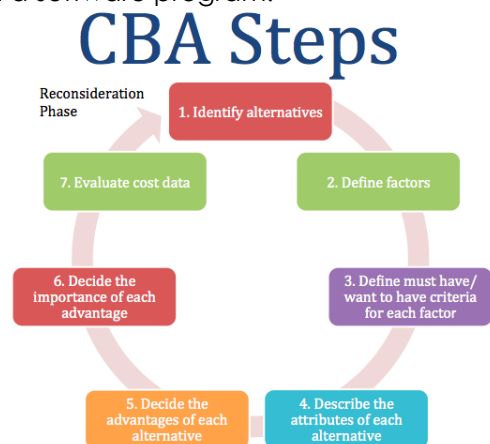 a software program.
CBA Steps
Reconsideration
Phase
1. Identify alternatives
2. Define factors
3. Define must have/
want to have criteria
for each factor
4. Describe the
attributes of each
alternative
5. Decide the
advantages of each
alternative
6. Decide the
importance of each
advantage
7. Evaluate cost data